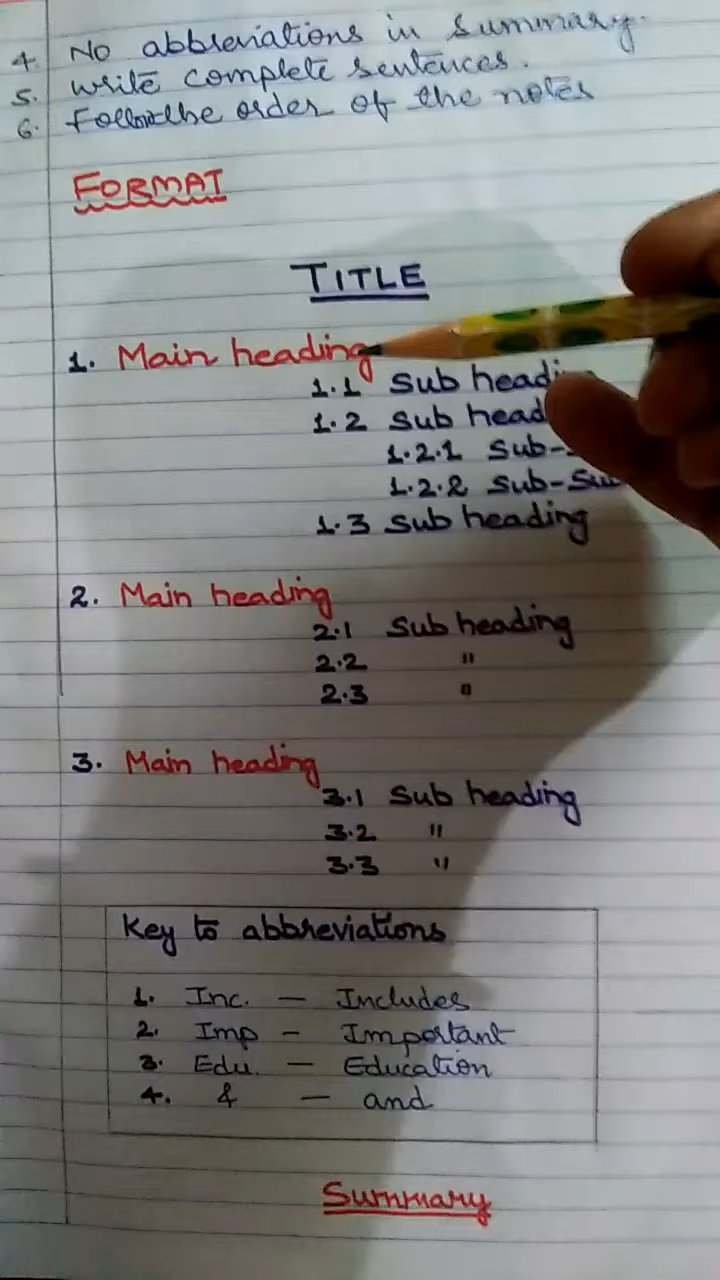 4. No abbreviations in summary.
5. Write complete sentences.
6. Follow the order of the notes
FORMAT
TITLE
1. Main heading
1.1 Sub headi
1.2 Sub head
1.2.1 Sub-
1.2.2 Sub-Su
1.3 Sub heading
2. Main heading
2.1 Sub heading
2.2 "
2.3 "
3. Main heading
3.1 Sub heading
3.2 "
3.3 "
Key to abbreviations
1. Inc. — Includes
2. Imp — Important
3. Edu. — Education
4. & — and
Summary